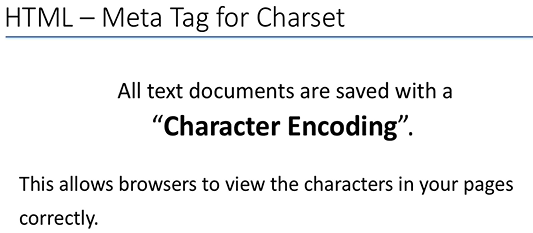 HTML – Meta Tag for Charset
All text documents are saved with a
“Character Encoding”.
This allows browsers to view the characters in your pages
correctly.